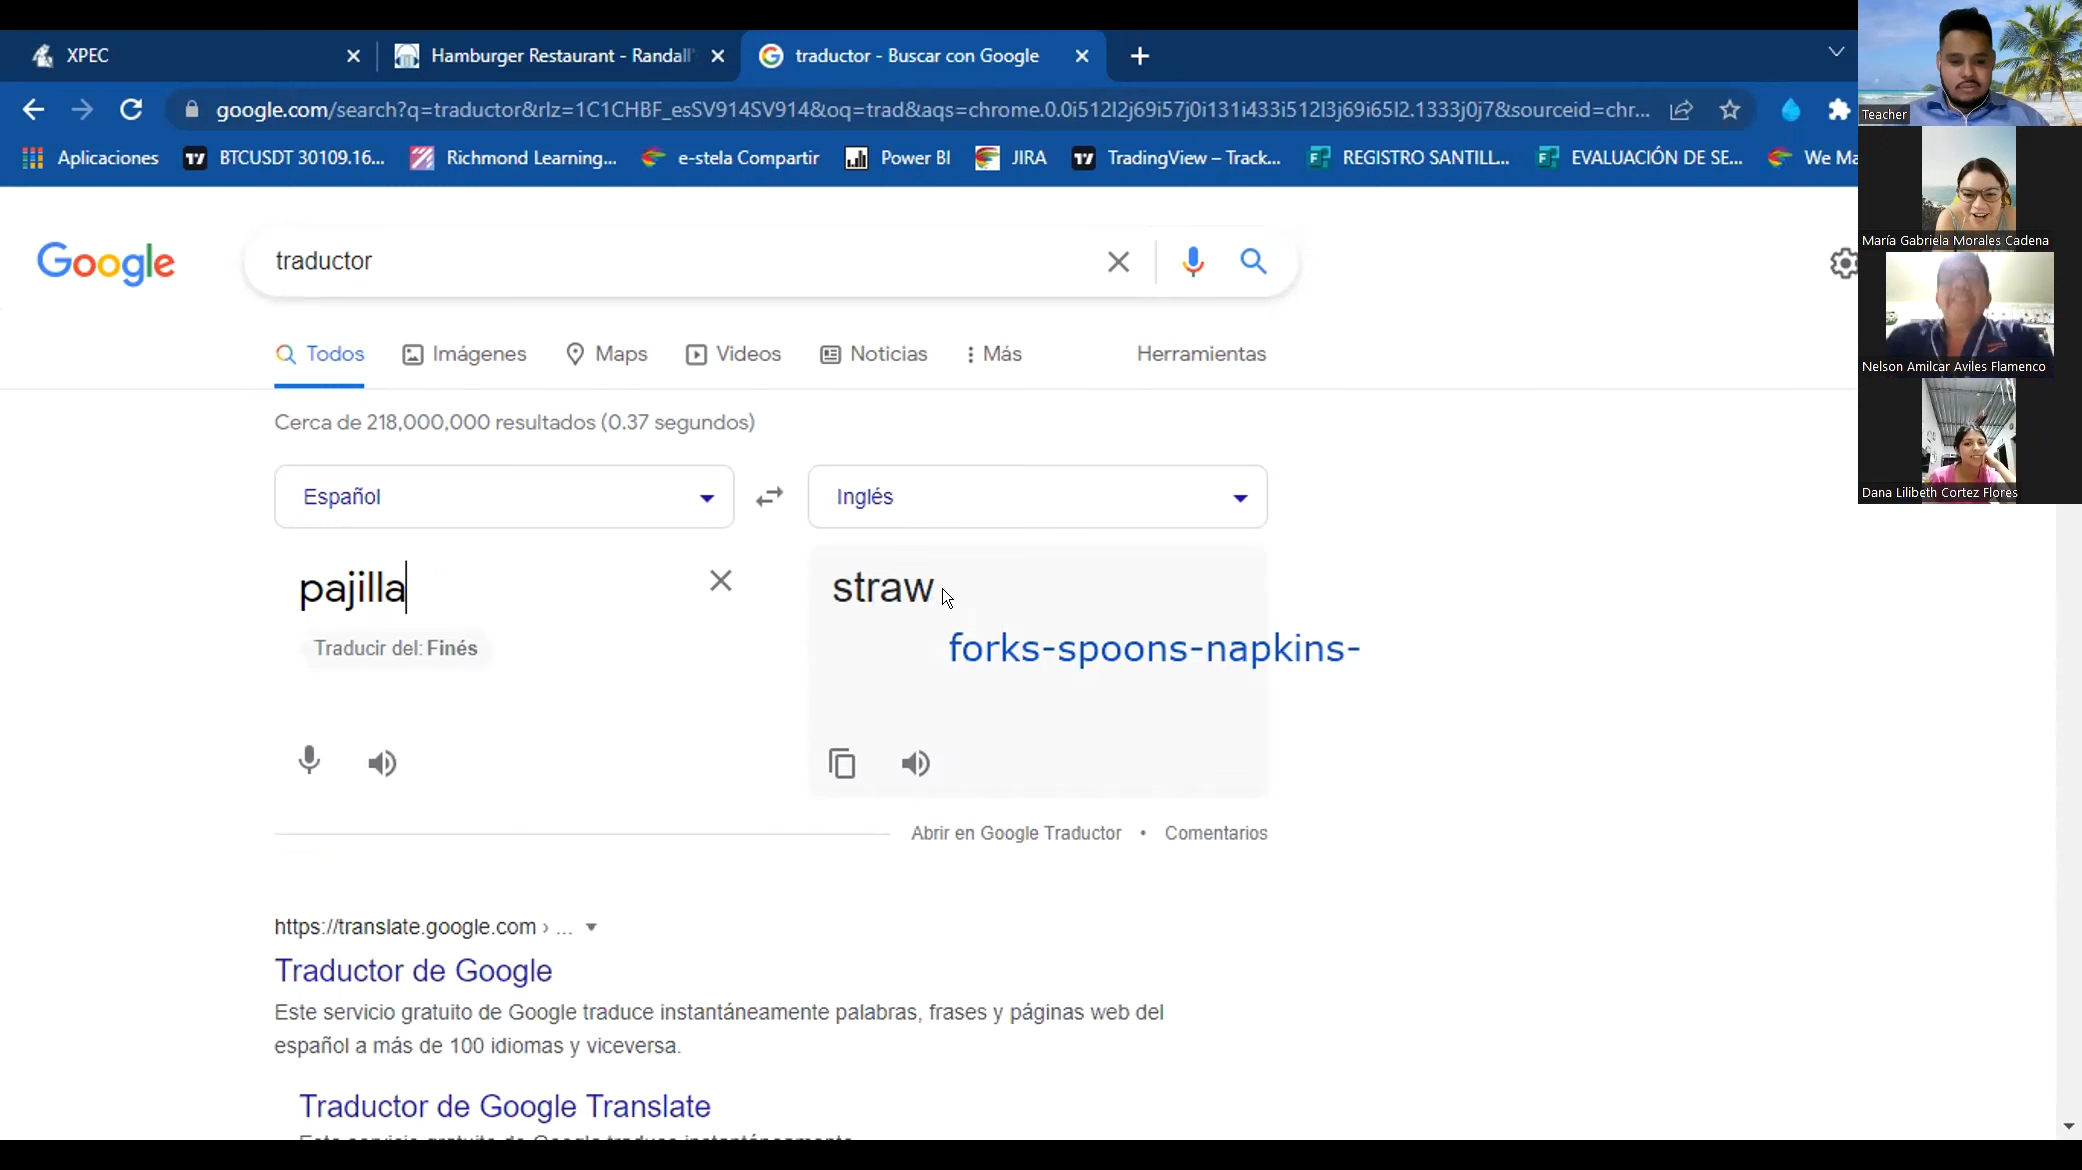 XPEC
Hamburger Restaurant - Randall'
traductor - Buscar con Google
google.com/search?q=traductor&rlz=1C1CHBF_esSV914SV914&oq=trad&aqs=chrome.0.0i512l2j69i57j0i131i433i512l3j69i65l2.1333j0j7&sourceid=chr...
Aplicaciones
BTCUSDT 30109.16...
Richmond Learning...
e-stela Compartir
Power BI
JIRA
TradingView – Track...
REGISTRO SANTILL...
EVALUACIÓN DE SE...
We Ma
Teacher
María Gabriela Morales Cadena
Nelson Amilcar Aviles Flamenco
Dana Lilibeth Cortez Flores
Google
traductor
Todos
Imágenes
Maps
Videos
Noticias
Más
Herramientas
Cerca de 218,000,000 resultados (0.37 segundos)
Español
Inglés
pajilla
straw
Traducir del: Finés
forks-spoons-napkins-
Abrir en Google Traductor • Comentarios
https://translate.google.com › ...
Traductor de Google
Este servicio gratuito de Google traduce instantáneamente palabras, frases y páginas web del
español a más de 100 idiomas y viceversa.
Traductor de Google Translate